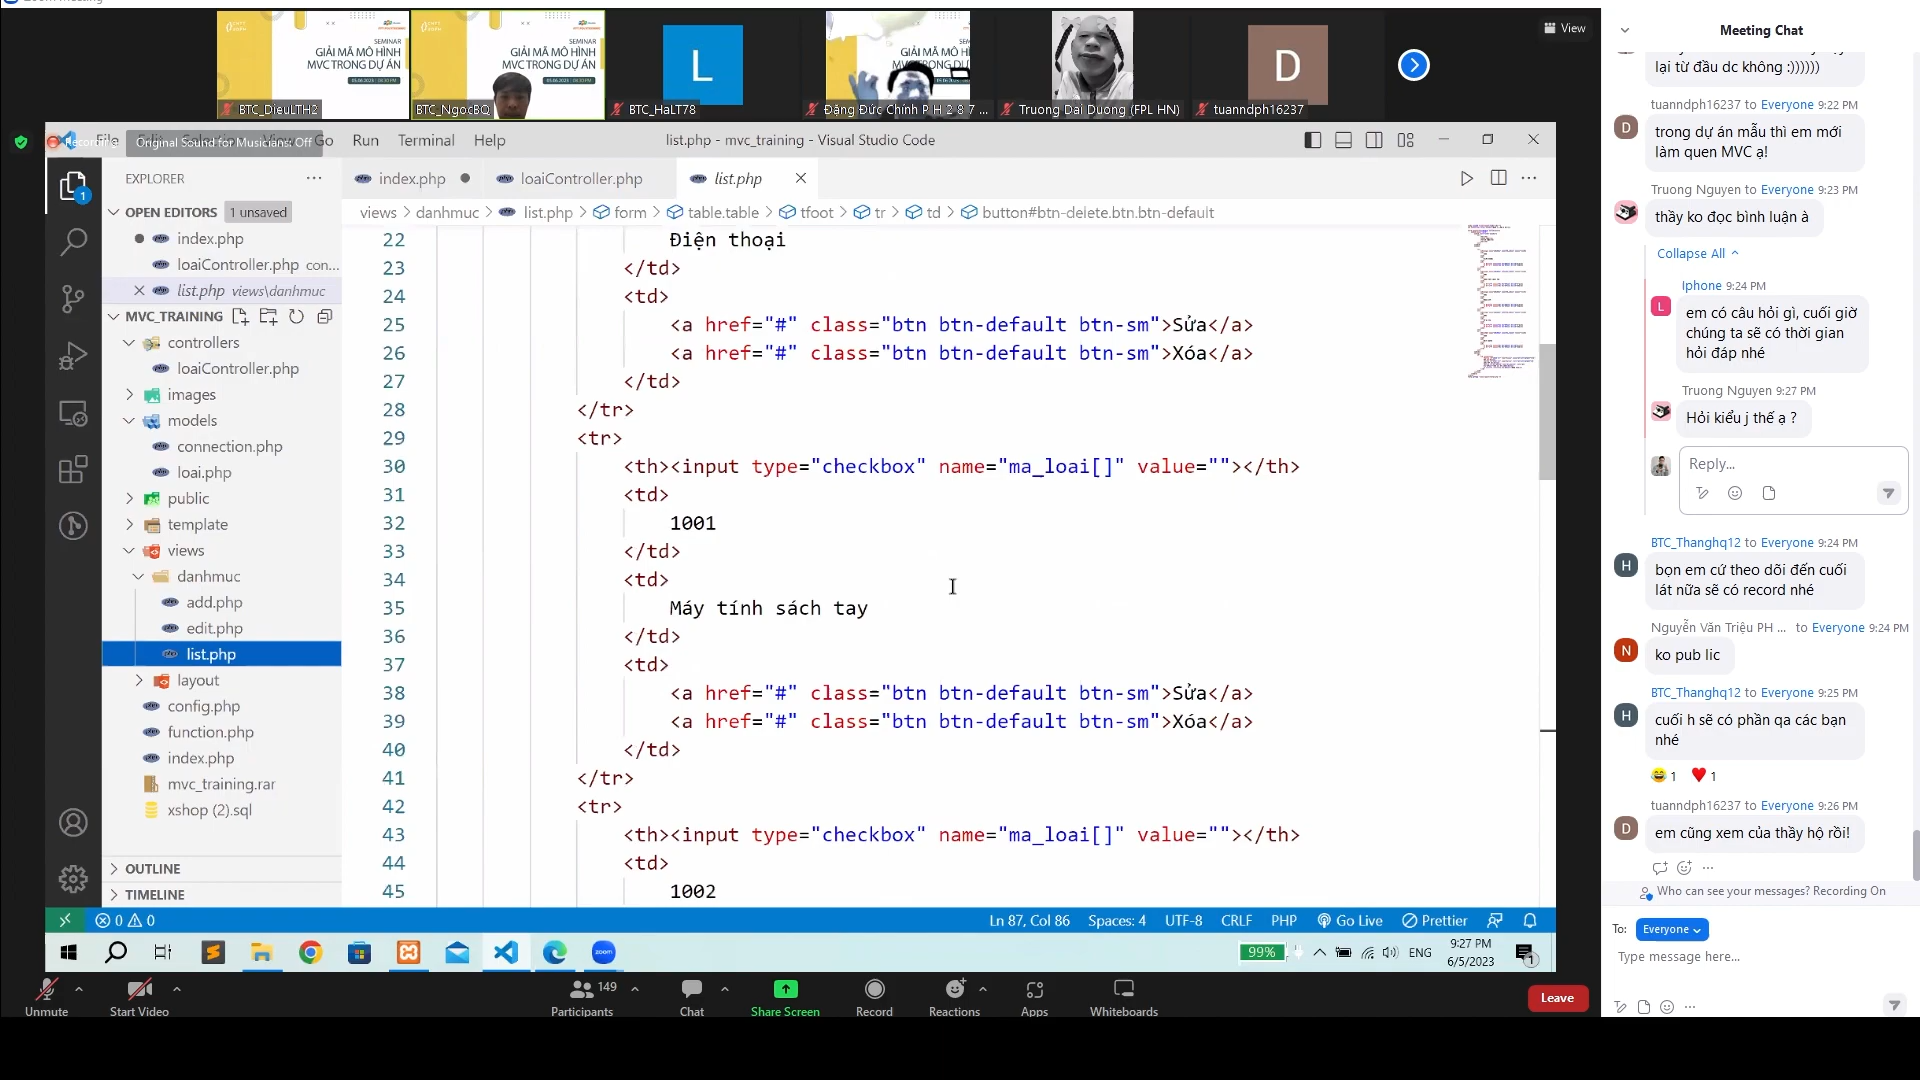 SEMINAR
GIẢI MÃ MÔ HÌNH
MVC TRONG DỰ ÁN
BTC_DieuLTH2
SEMINAR
GIẢI MÃ MÔ HÌNH
MVC TRONG DỰ ÁN
BTC_NgocBQ
L
BTC_HaLT78
Đặng Đức Chính P H 2 8 7 ...
Truong Dai Duong (FPL HN)
D
tuanndph16237
View
Original Sound for Musicians: Off
Go
Run
Terminal
Help
list.php - mvc_training - Visual Studio Code
EXPLORER
OPEN EDITORS
1 unsaved
index.php
loaiController.php con...
list.php views\danhmuc
MVC_TRAINING
controllers
loaiController.php
images
models
connection.php
loai.php
public
template
views
danhmuc
add.php
edit.php
list.php
layout
config.php
function.php
index.php
mvc_training.rar
xshop (2).sql
OUTLINE
TIMELINE
index.php
loaiController.php
list.php
views > danhmuc > list.php > form > table.table > tfoot > tr > td > button#btn-delete.btn.btn-default
22 Điện thoại
23 </td>
24 <td>
25 <a href="#" class="btn btn-default btn-sm">Sửa</a>
26 <a href="#" class="btn btn-default btn-sm">Xóa</a>
27 </td>
28 </tr>
29 <tr>
30 <th><input type="checkbox" name="ma_loai[]" value=""></th>
31 <td>
32 1001
33 </td>
34 <td>
35 Máy tính sách tay
36 </td>
37 <td>
38 <a href="#" class="btn btn-default btn-sm">Sửa</a>
39 <a href="#" class="btn btn-default btn-sm">Xóa</a>
40 </td>
41 </tr>
42 <tr>
43 <th><input type="checkbox" name="ma_loai[]" value=""></th>
44 <td>
45 1002
0 0
Ln 87, Col 86
Spaces: 4
UTF-8
CRLF
PHP
Go Live
Prettier
99%
ENG
9:27 PM
6/5/2023
Unmute
Start Video
149
Participants
Chat
Share Screen
Record
Reactions
Apps
Whiteboards
Leave
Meeting Chat
lại từ đầu dc không :))))))
tuanndph16237 to Everyone 9:22 PM
trong dự án mẫu thì em mới
làm quen MVC ạ!
Truong Nguyen to Everyone 9:23 PM
thầy ko đọc bình luận à
Collapse All
Iphone 9:24 PM
em có câu hỏi gì, cuối giờ
chúng ta sẽ có thời gian
hỏi đáp nhé
Truong Nguyen 9:27 PM
Hỏi kiểu j thế ạ ?
Reply...
BTC_Thanghq12 to Everyone 9:24 PM
bọn em cứ theo dõi đến cuối
lát nữa sẽ có record nhé
Nguyễn Văn Triệu PH ... to Everyone 9:24 PM
ko pub lic
BTC_Thanghq12 to Everyone 9:25 PM
cuối h sẽ có phần qa các bạn
nhé
1 1
tuanndph16237 to Everyone 9:26 PM
em cũng xem của thầy hộ rồi!
Who can see your messages? Recording On
To: Everyone
Type message here...